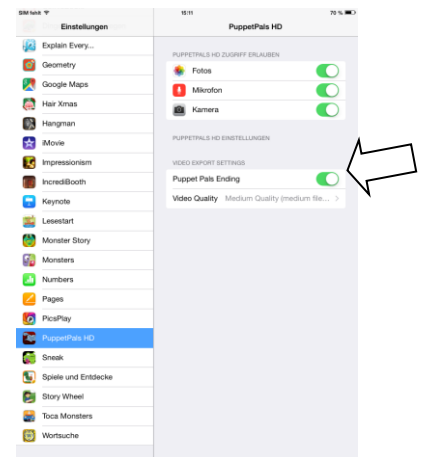 SIM fehlt
15:11
70 %
Einstellungen
PuppetPals HD
Explain Every...
Geometry
Google Maps
Hair Xmas
Hangman
iMovie
Impressionism
IncrediBooth
Keynote
Lesestart
Monster Story
Monsters
Numbers
Pages
PicsPlay
PuppetPals HD
Sneak
Spiele und Entdecke
Story Wheel
Toca Monsters
Wortsuche
PUPPETPALS HD ZUGRIFF ERLAUBEN
Fotos
Mikrofon
Kamera
PUPPETPALS HD EINSTELLUNGEN
VIDEO EXPORT SETTINGS
Puppet Pals Ending
Video Quality Medium Quality (medium file...